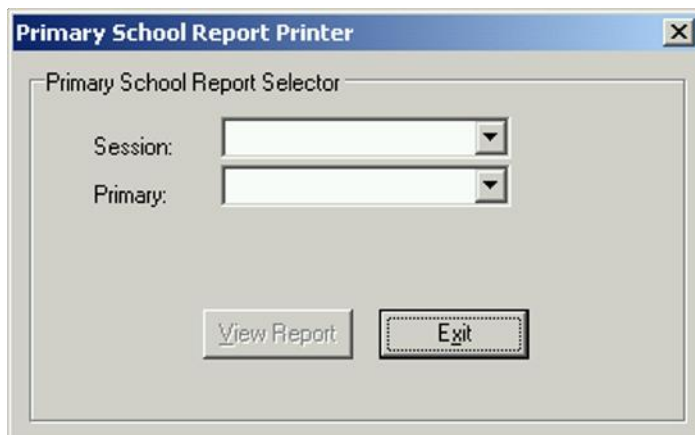 Primary School Report Printer
Primary School Report Selector
Session:
Primary:
View Report Exit